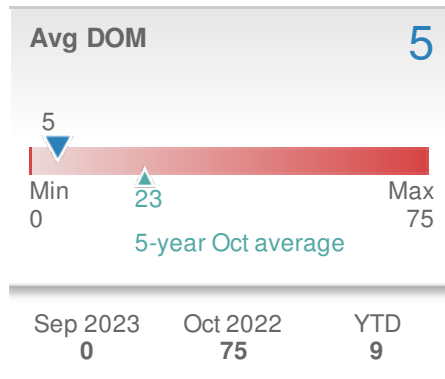 Avg DOM 5
5
Min Max
0 23 75
5-year Oct average
Sep 2023 Oct 2022 YTD
0 75 9